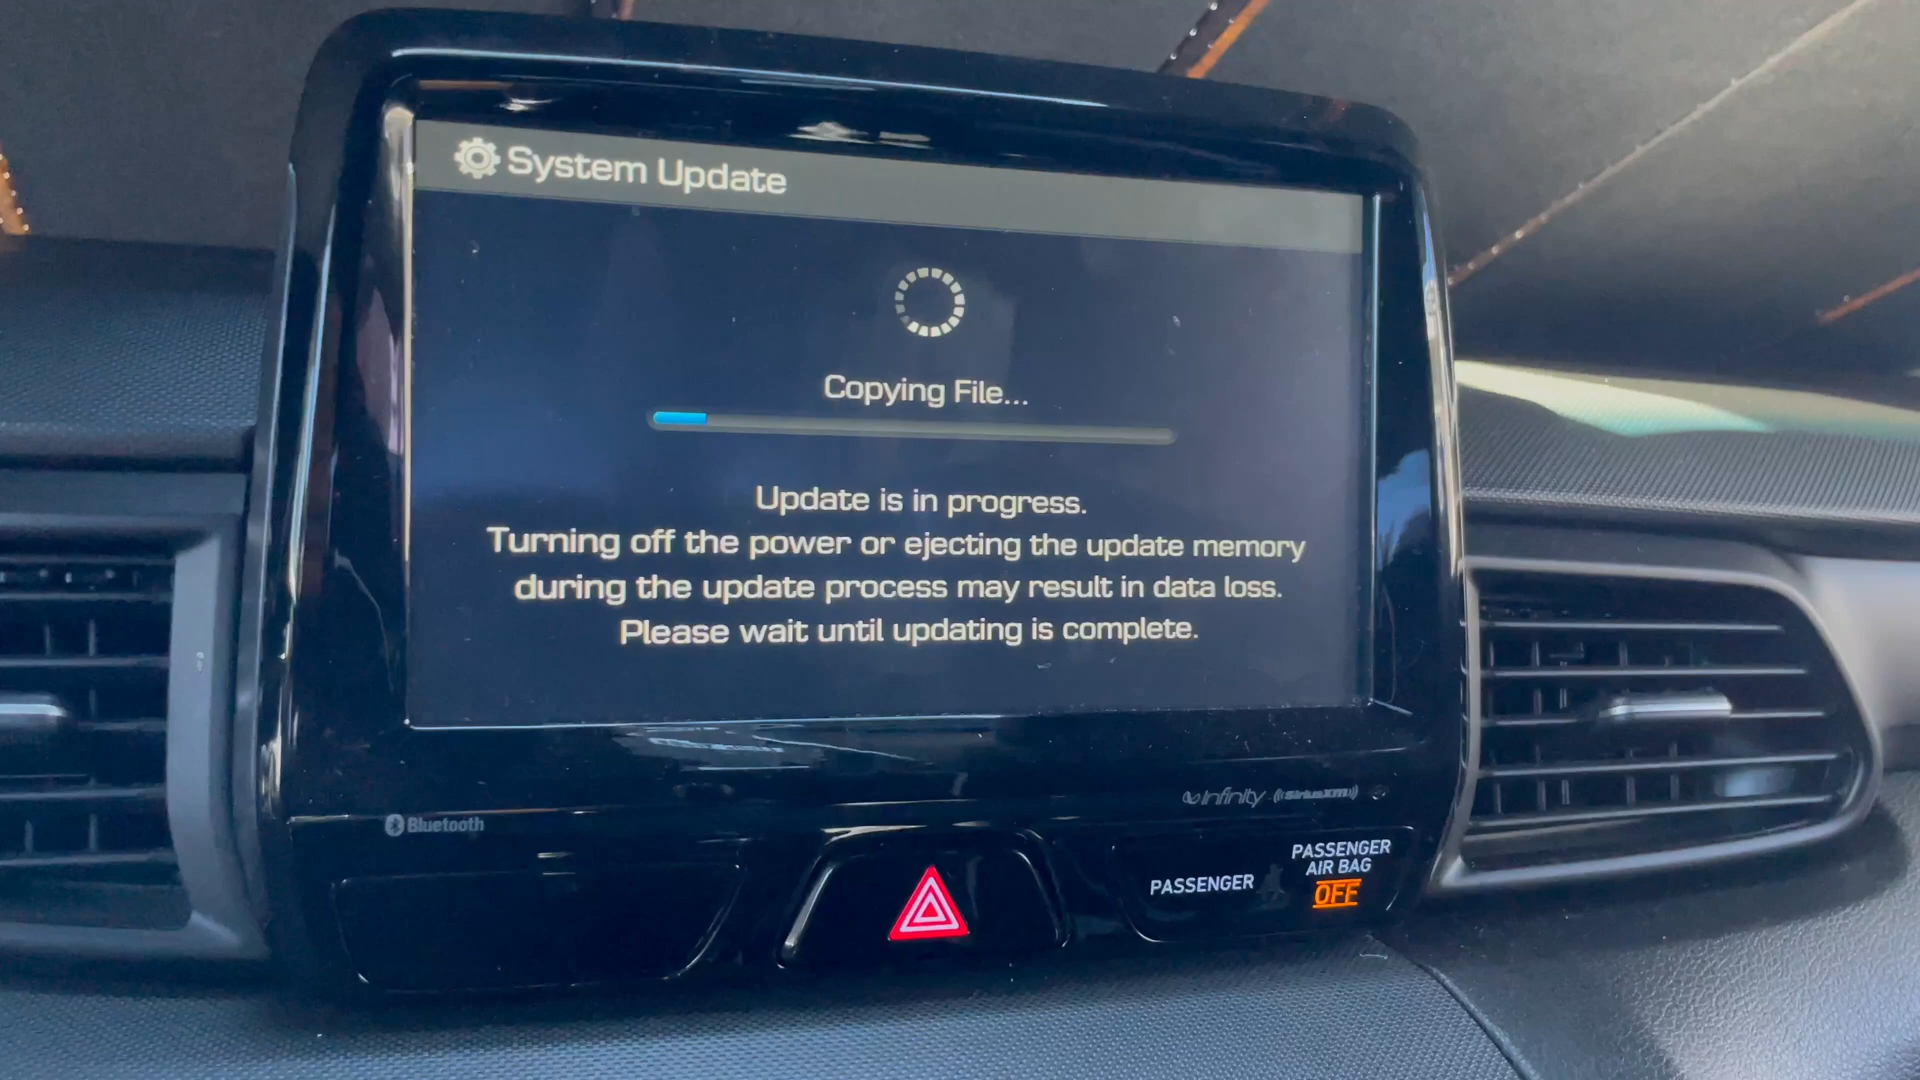 System Update
Copying File...
Update is in progress.
Turning off the power or ejecting the update memory
during the update process may result in data loss.
Please wait until updating is complete.
infinity SiriusXM
Bluetooth
PASSENGER
PASSENGER
AIR BAG
OFF